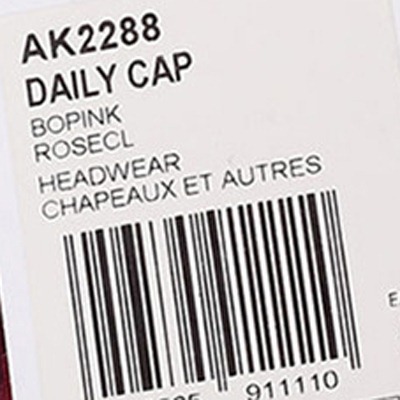 AK2288
DAILY CAP
BOPINK
ROSECL
HEADWEAR
CHAPEAUX ET AUTRES
911110